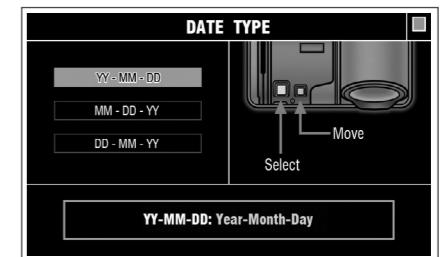 DATE TYPE
YY - MM - DD
MM - DD - YY
DD - MM - YY
Move
Select
YY-MM-DD: Year-Month-Day